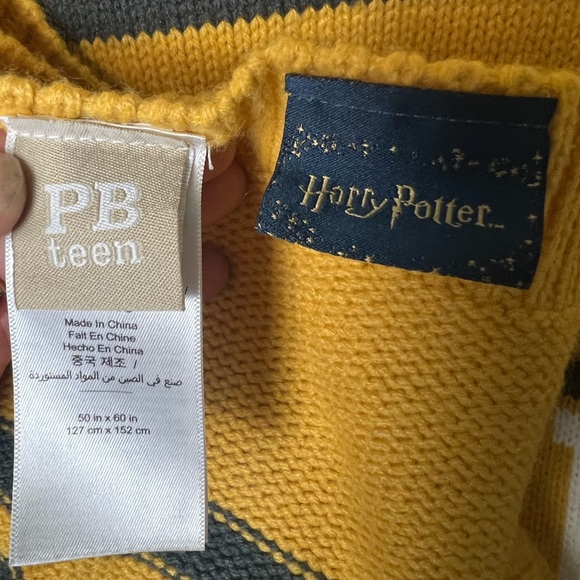 PB
teen
Made In China
Fait En Chine
Hecho En China
중국 제조 /
صنع في الصين من المواد المستوردة
50 in x 60 in
127 cm x 152 cm
Harry Potter